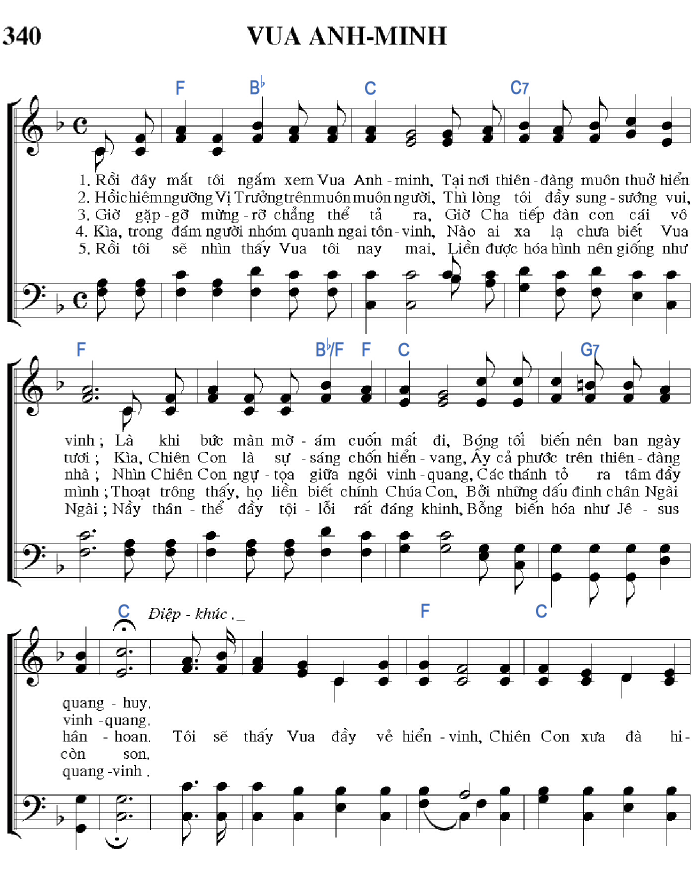 340 VUA ANH-MINH
F Bb C C7
1. Rồi đây mắt tôi ngắm xem Vua Anh-minh, Tại nơi thiên-đàng muôn thuở hiển
2. Hồi chiêm ngưỡng Vị Trưởng trên muôn muôn người, Thì lòng tôi đầy sung-sướng vui,
3. Giờ gặp-gỡ mừng-rỡ chẳng thể tả ra, Giờ Cha tiếp đàn con cái vô
4. Kìa, trong đám người nhóm quanh ngai tôn-vinh, Nào ai xa lạ chưa biết Vua
5. Rồi tôi sẽ nhìn thấy Vua tôi nay mai, Liền được hóa hình nên giống như
F Bb/F F C G7
vinh; Là khi bức màn mờ-ám cuốn mất đi, Bóng tối biến nên ban ngày
tươi; Kìa, Chiên Con là sự-sáng chốn hiển-vang, Ấy cả phước trên thiên-đàng
nhà; Nhìn Chiên Con ngự-tọa giữa ngôi vinh-quang, Các thánh tỏ ra tâm đầy
mình; Thoạt trông thấy, họ liền biết chính Chúa Con, Bởi những dấu đinh chân Ngài
Ngài; Nầy thân-thể đầy tội-lỗi rất đáng khinh, Bỗng biến hóa như Jê-sus
C Điệp-khúc._ F C
quang-huy.
vinh-quang.
hân-hoan. Tôi sẽ thấy Vua đầy vẻ hiển-vinh, Chiên Con xưa đà hi-
còn son.
quang-vinh.